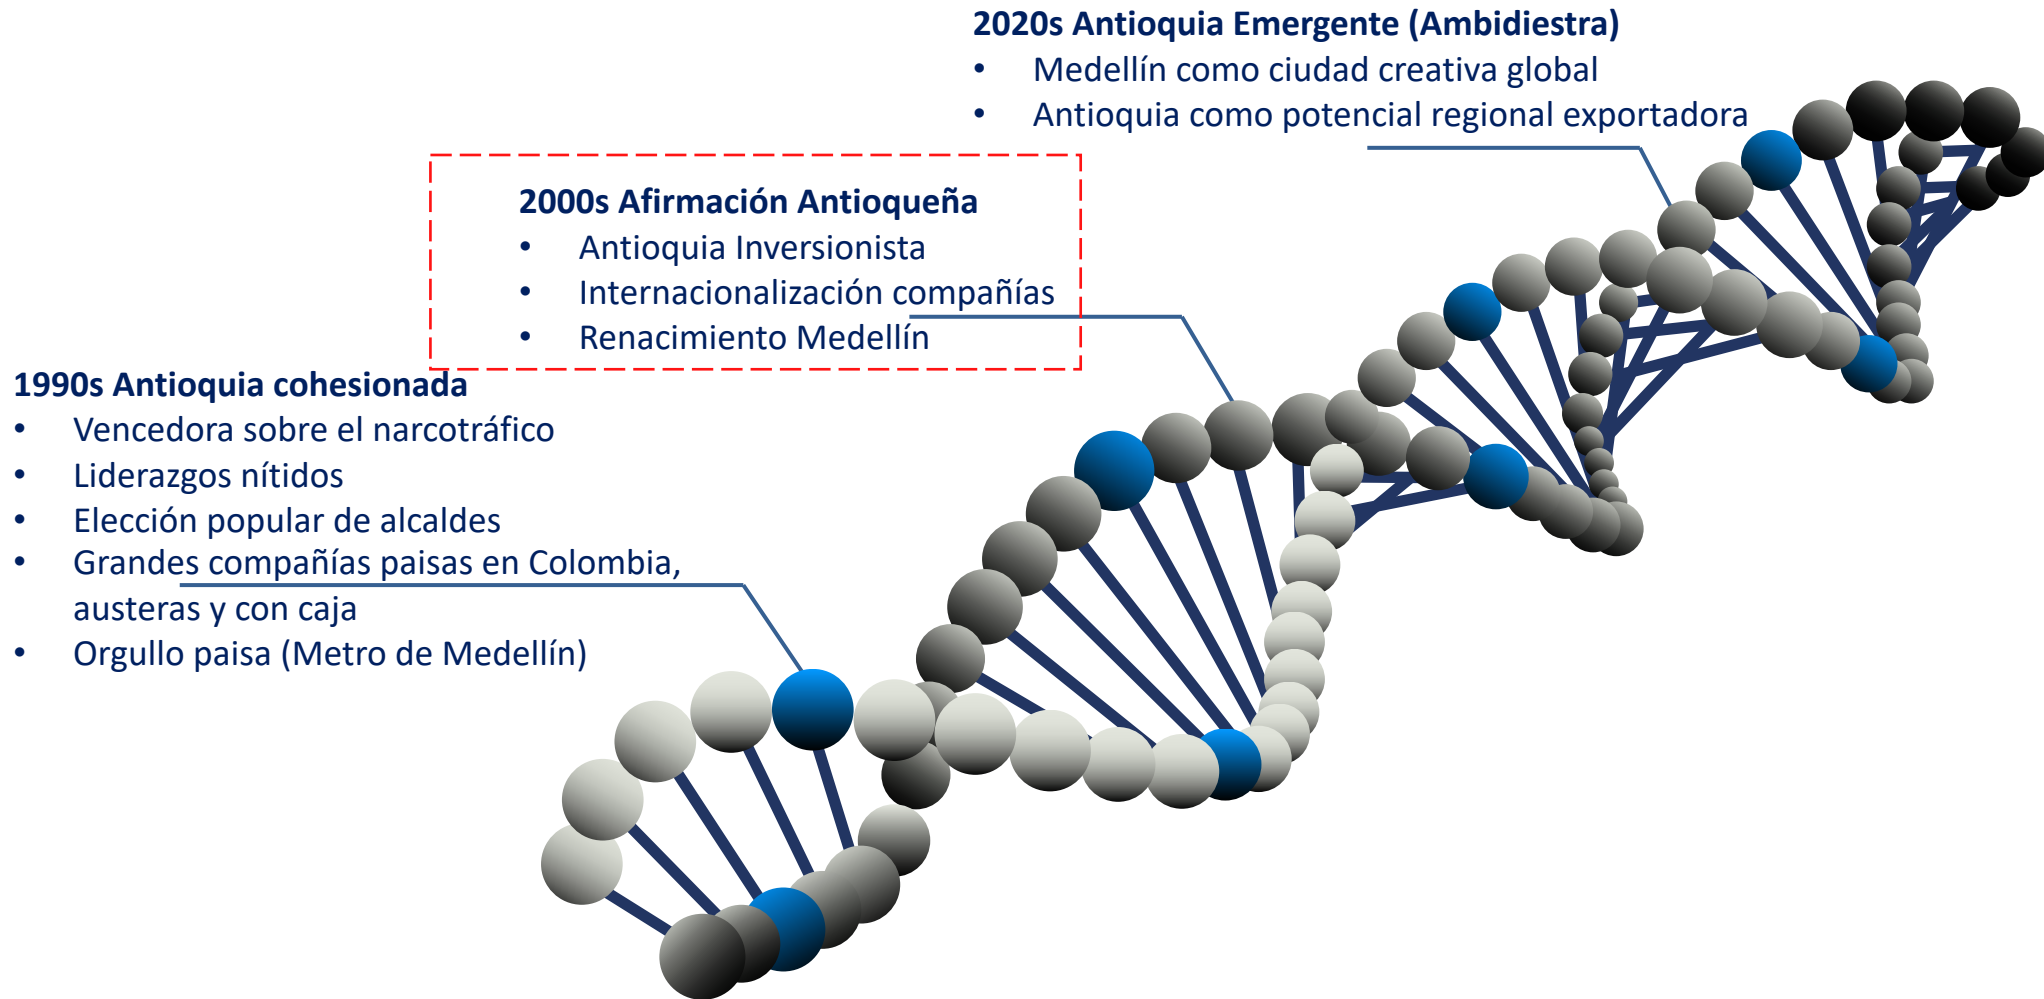 2020s Antioquia Emergente (Ambidiestra)
• Medellín como ciudad creativa global
• Antioquia como potencial regional exportadora
2000s Afirmación Antioqueña
• Antioquia Inversionista
• Internacionalización compañías
• Renacimiento Medellín
1990s Antioquia cohesionada
• Vencedora sobre el narcotráfico
• Liderazgos nítidos
• Elección popular de alcaldes
• Grandes compañías paisas en Colombia,
austeras y con caja
• Orgullo paisa (Metro de Medellín)